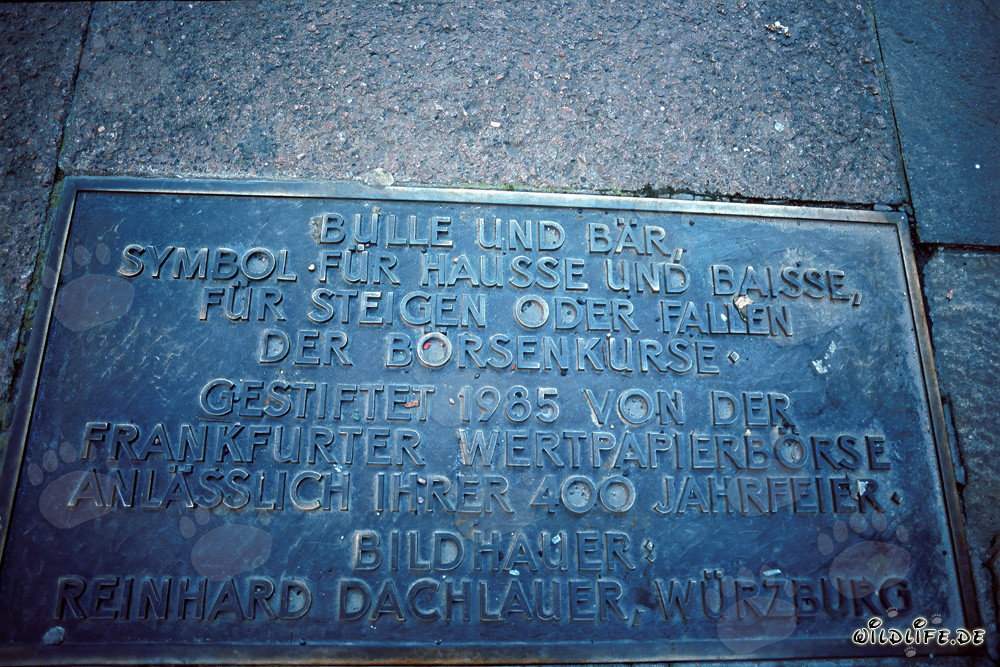 BULLE UND BÄR,
SYMBOL FÜR HAUSSE UND BAISSE,
FÜR STEIGEN ODER FALLEN
DER BÖRSENKURSE.
GESTIFTET 1985 VON DER
FRANKFURTER WERTPAPIERBÖRSE
ANLÄSSLICH IHRER 400 JAHRFEIER.
BILDHAUER:
REINHARD DACHLAUER, WÜRZBURG
WILDLIFE.DE